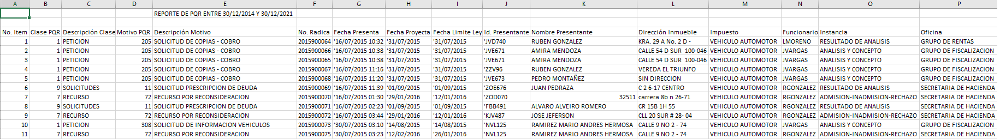 A B C D E F G H I J K L M N O P
REPORTE DE PQR ENTRE 30/12/2014 Y 30/12/2021
No. Item Clase PQR Descripción Clase Motivo PQR Descripción Motivo No. Radica Fecha Presenta Fecha Proyecta Fecha Limite Ley Id. Presentante Nombre Presentante Dirección Inmueble Impuesto Funcionario Instancia Oficina
1 1 PETICION 205 SOLICITUD DE COPIAS - COBRO 2015900064 '16/07/2015 10:32 '31/07/2015 '31/07/2015 'JVD740 RUBEN GONZALEZ KRA. 29 A No. 2 D - VEHICULO AUTOMOTOR LMORENO RESULTADO DE ANALISIS GRUPO DE RENTAS
2 1 PETICION 205 SOLICITUD DE COPIAS - COBRO 2015900066 '16/07/2015 10:38 '31/07/2015 '31/07/2015 'JVE671 AMIRA MENDOZA CALLE 54 D SUR 100-046 VEHICULO AUTOMOTOR JVARGAS ANALISIS Y CONCEPTO GRUPO DE FISCALIZACION
3 1 PETICION 205 SOLICITUD DE COPIAS - COBRO 2015900065 '16/07/2015 10:38 '31/07/2015 '31/07/2015 'JVE671 AMIRA MENDOZA CALLE 54 D SUR 100-046 VEHICULO AUTOMOTOR JVARGAS ANALISIS Y CONCEPTO GRUPO DE FISCALIZACION
4 1 PETICION 205 SOLICITUD DE COPIAS - COBRO 2015900067 '16/07/2015 11:16 '31/07/2015 '31/07/2015 'ZZV96 RUBEN GONZALEZ VEREDA EL TRIUNFO VEHICULO AUTOMOTOR JVARGAS ANALISIS Y CONCEPTO GRUPO DE FISCALIZACION
5 1 PETICION 205 SOLICITUD DE COPIAS - COBRO 2015900068 '16/07/2015 11:20 '31/07/2015 '31/07/2015 'JVE673 PEDRO MONTAÑEZ SIN DIRECCION VEHICULO AUTOMOTOR JVARGAS ANALISIS Y CONCEPTO GRUPO DE FISCALIZACION
6 9 SOLICITUDES 11 SOLICITUD PRESCRIPCION DE DEUDA 2015900069 '16/07/2015 11:39 '01/09/2015 '01/09/2015 'ZOE676 JUAN PEDRAZA C 2 6-17 CENTRO VEHICULO AUTOMOTOR RGONZALEZ RESULTADO DE ANALISIS SECRETARIA DE HACIENDA
7 7 RECURSO 72 RECURSO POR RECONSIDERACION 2015900070 '16/07/2015 01:30 '29/01/2016 '12/01/2016 'ZOD070 32511 carrera 8b n 26-71 VEHICULO AUTOMOTOR RGONZALEZ ADMISION-INADMISION-RECHAZO SECRETARIA DE HACIENDA
8 9 SOLICITUDES 11 SOLICITUD PRESCRIPCION DE DEUDA 2015900071 '16/07/2015 02:23 '01/09/2015 '01/09/2015 'FBB491 ALVARO ALVEIRO ROMERO CR 15B 1H 55 VEHICULO AUTOMOTOR RGONZALEZ RESULTADO DE ANALISIS SECRETARIA DE HACIENDA
9 7 RECURSO 72 RECURSO POR RECONSIDERACION 2015900072 '16/07/2015 03:44 '29/01/2016 '12/01/2016 'KJV487 JOSE JEFERSON CLL 20 SUR # 28- 04 VEHICULO AUTOMOTOR RGONZALEZ ADMISION-INADMISION-RECHAZO SECRETARIA DE HACIENDA
10 1 PETICION 308 SOLICITUD DE INFORMACION VEHICULOS 2015900073 '30/07/2015 03:10 '14/08/2015 '14/08/2015 'NVL125 RAMIREZ MARIO ANDRES HERMOSA CALLE 9 NO 2 - 74 VEHICULO AUTOMOTOR JVARGAS ANALISIS Y CONCEPTO GRUPO DE FISCALIZACION
11 7 RECURSO 72 RECURSO POR RECONSIDERACION 2015900075 '30/07/2015 03:23 '12/02/2016 '26/01/2016 'NVL125 RAMIREZ MARIO ANDRES HERMOSA CALLE 9 NO 2 - 74 VEHICULO AUTOMOTOR RGONZALEZ ADMISION-INADMISION-RECHAZO SECRETARIA DE HACIENDA